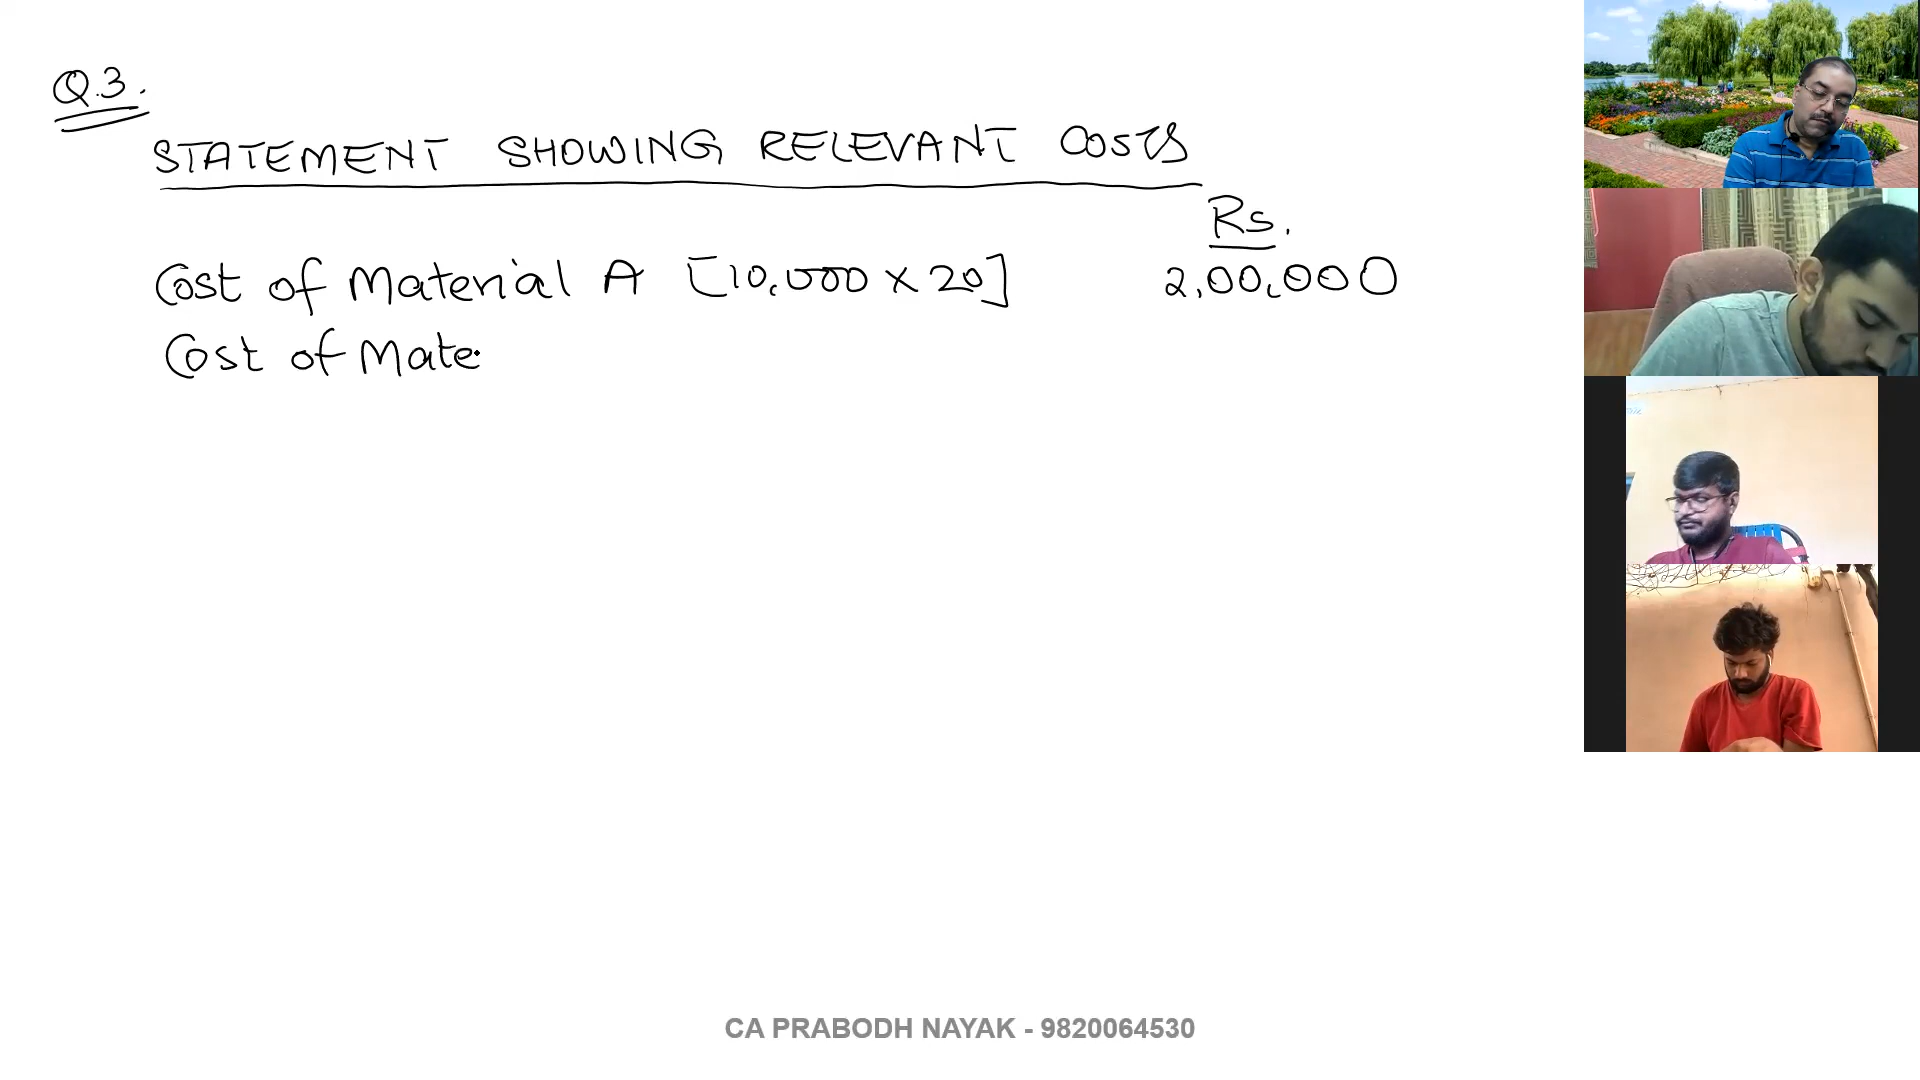 Q.3.
STATEMENT SHOWING RELEVANT COSTS
Rs.
Cost of Material A [10,000 × 20] 2,00,000
Cost of Mate
CA PRABODH NAYAK - 9820064530